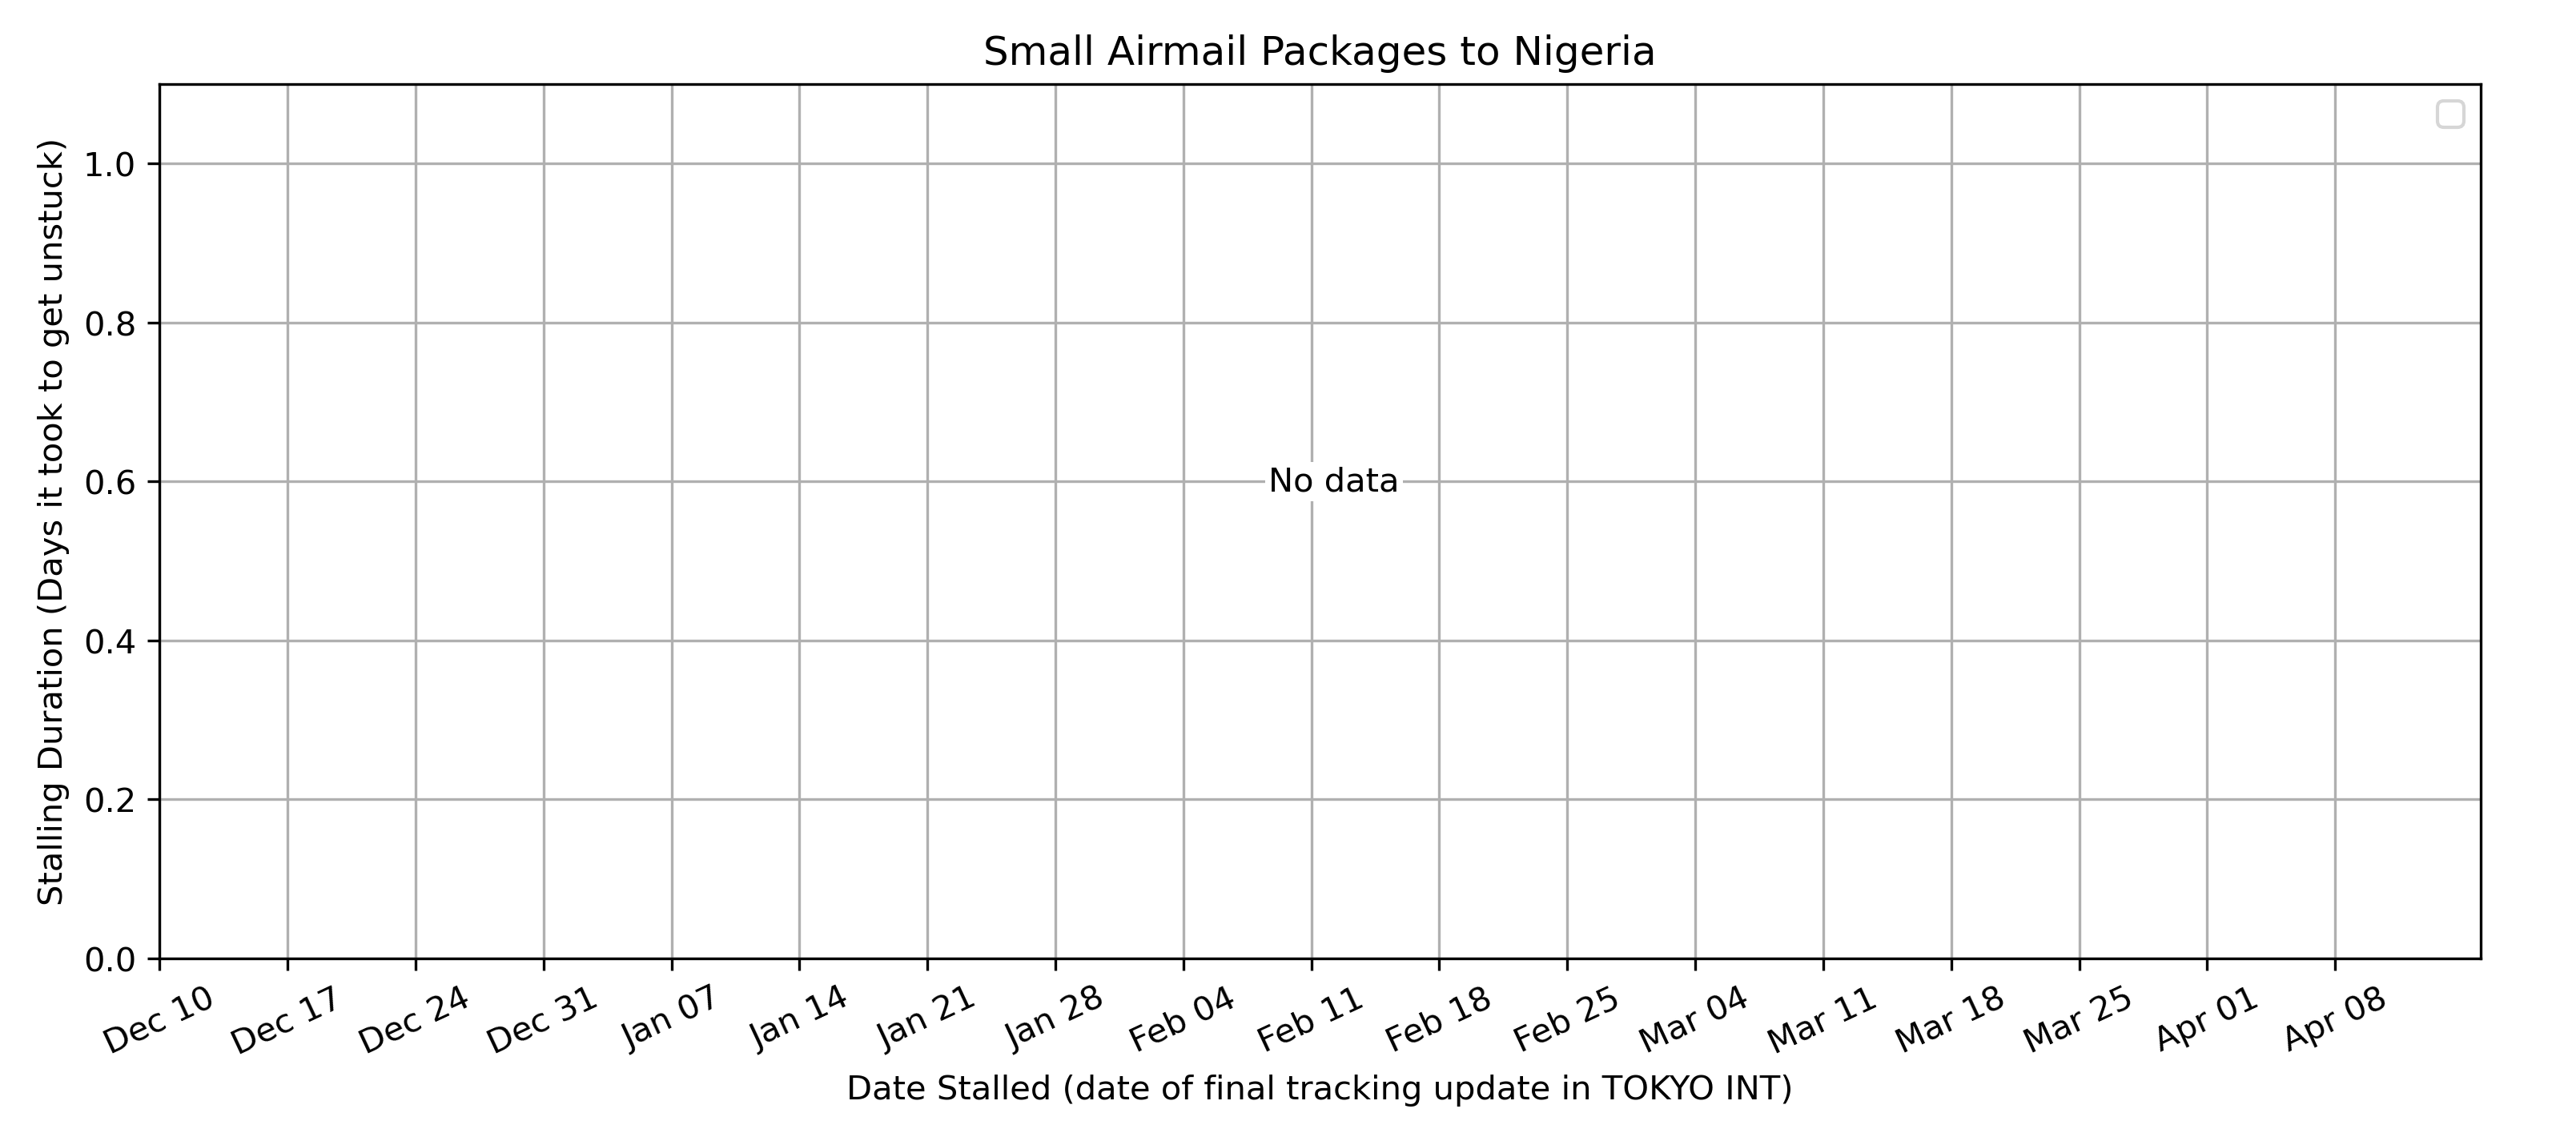 Small Airmail Packages to Nigeria
Stalling Duration (Days it took to get unstuck)
1.0
0.8
0.6
0.4
0.2
0.0
No data
Dec 10 Dec 17 Dec 24 Dec 31 Jan 07 Jan 14 Jan 21 Jan 28 Feb 04 Feb 11 Feb 18 Feb 25 Mar 04 Mar 11 Mar 18 Mar 25 Apr 01 Apr 08
Date Stalled (date of final tracking update in TOKYO INT)